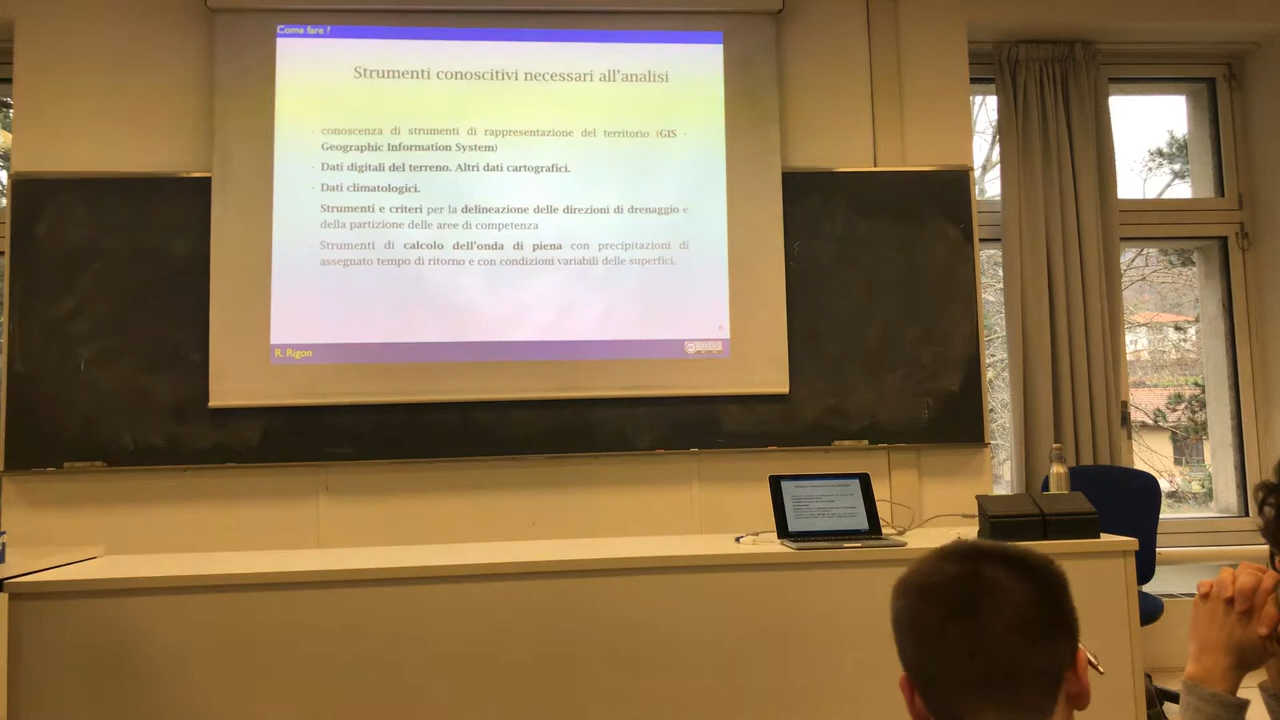 Come fare ?
Strumenti conoscitivi necessari all'analisi
- conoscenza di strumenti di rappresentazione del territorio (GIS -
Geographic Information System)
· Dati digitali del terreno. Altri dati cartografici.
· Dati climatologici.
Strumenti e criteri per la delineazione delle direzioni di drenaggio e
della partizione delle aree di competenza
- Strumenti di calcolo dell'onda di piena con precipitazioni di
assegnato tempo di ritorno e con condizioni variabili delle superfici.
6
R. Rigon